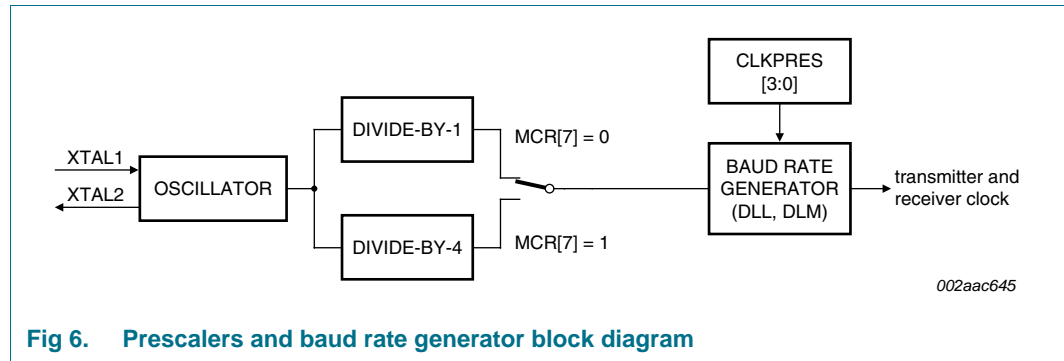 CLKPRES
[3:0]
DIVIDE-BY-1
MCR[7] = 0
XTAL1
XTAL2
OSCILLATOR
BAUD RATE
GENERATOR
(DLL, DLM)
transmitter and
receiver clock
DIVIDE-BY-4
MCR[7] = 1
002aac645
Fig 6. Prescalers and baud rate generator block diagram